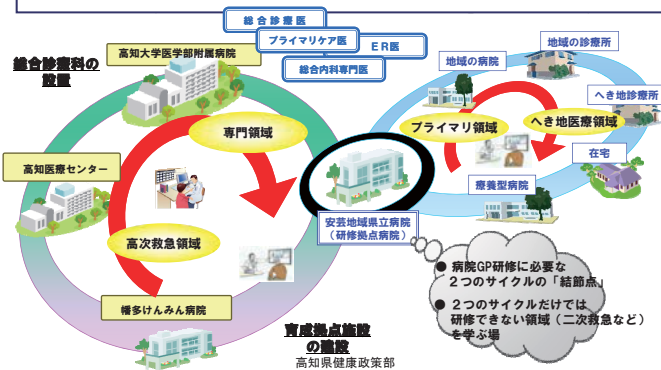 総合診療医
プライマリケア医
ER医
総合内科専門医
総合診療科の
設置
高知大学医学部附属病院
専門領域
高知医療センター
高次救急領域
幡多けんみん病院
地域の病院
地域の診療所
へき地診療所
プライマリ領域
へき地医療領域
在宅
療養型病院
安芸地域県立病院
(研修拠点病院)
● 病院GP研修に必要な
2つのサイクルの「結節点」
● 2つのサイクルだけでは
研修できない領域(二次救急など)
を学ぶ場
育成拠点施設
の建設
高知県健康政策部